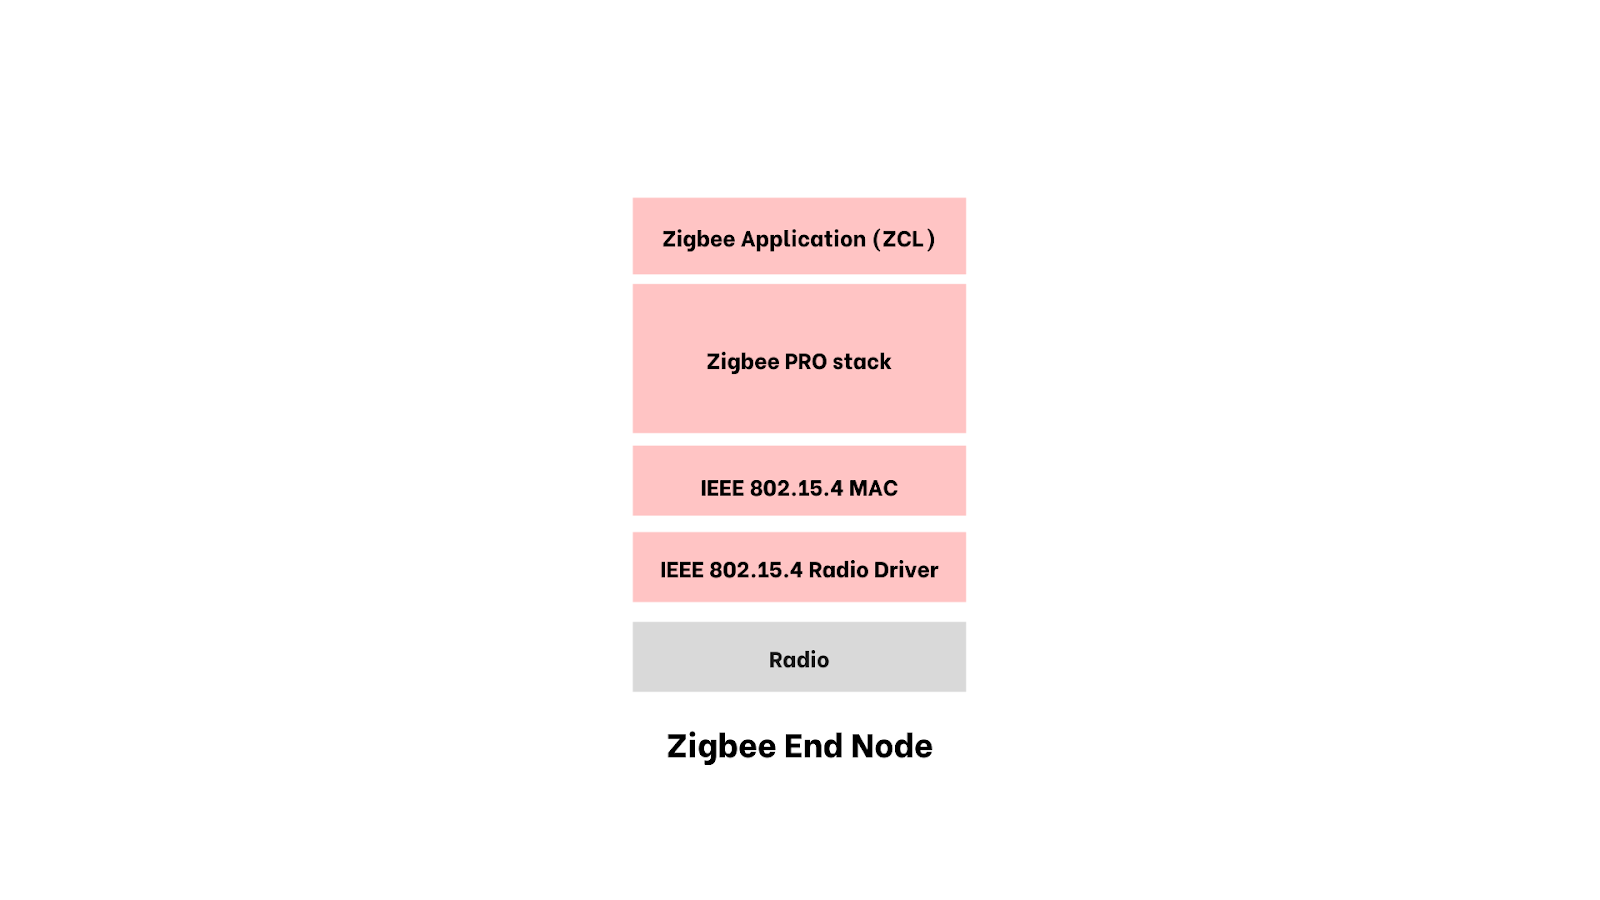 Zigbee Application (ZCL)
Zigbee PRO stack
IEEE 802.15.4 MAC
IEEE 802.15.4 Radio Driver
Radio
Zigbee End Node